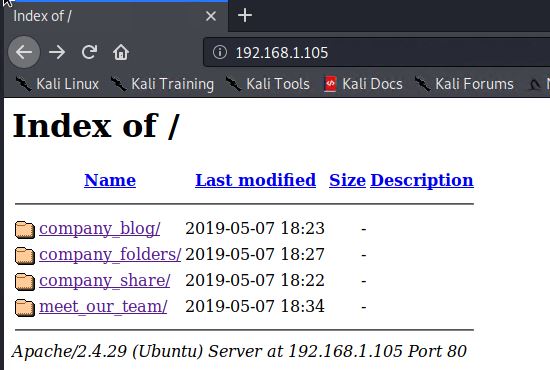 Index of /
192.168.1.105
Kali Linux Kali Training Kali Tools Kali Docs Kali Forums
Index of /
Name Last modified Size Description
company_blog/ 2019-05-07 18:23 -
company_folders/ 2019-05-07 18:27 -
company_share/ 2019-05-07 18:22 -
meet_our_team/ 2019-05-07 18:34 -
Apache/2.4.29 (Ubuntu) Server at 192.168.1.105 Port 80